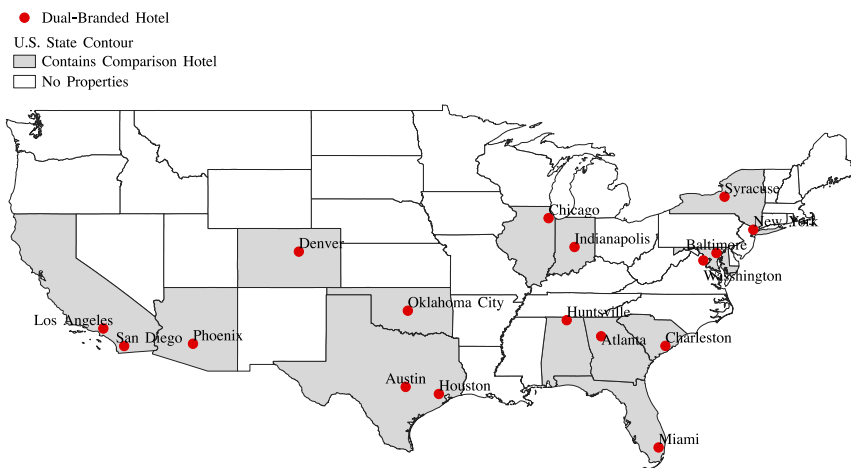 Dual-Branded Hotel
U.S. State Contour
Contains Comparison Hotel
No Properties
Syracuse
Chicago
New York
Indianapolis
Baltimore
Denver
Wasshington
Oklahoma City
Huntsville
Los Angeles
San Diego
Phoenix
Atlanta
Charleston
Austin
Houston
Miami